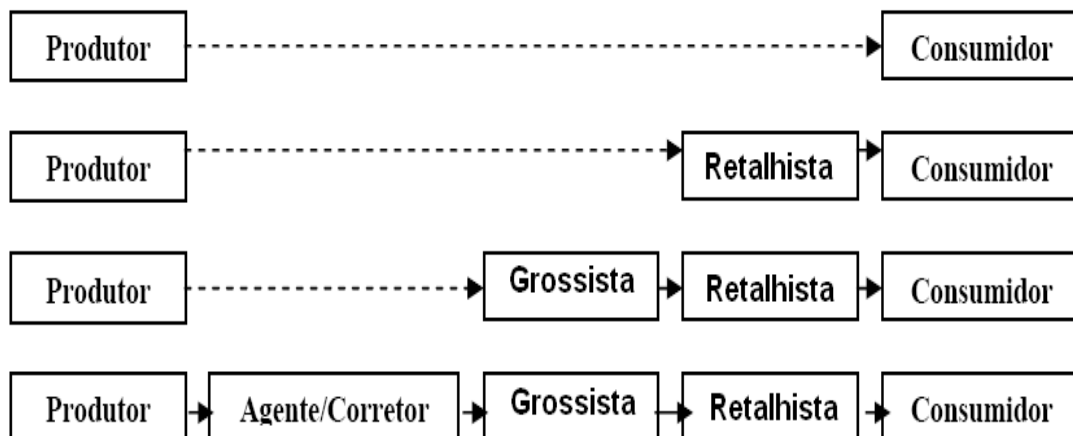 Produtor Consumidor
Produtor Retalhista Consumidor
Produtor Grossista Retalhista Consumidor
Produtor Agente/Corretor Grossista Retalhista Consumidor